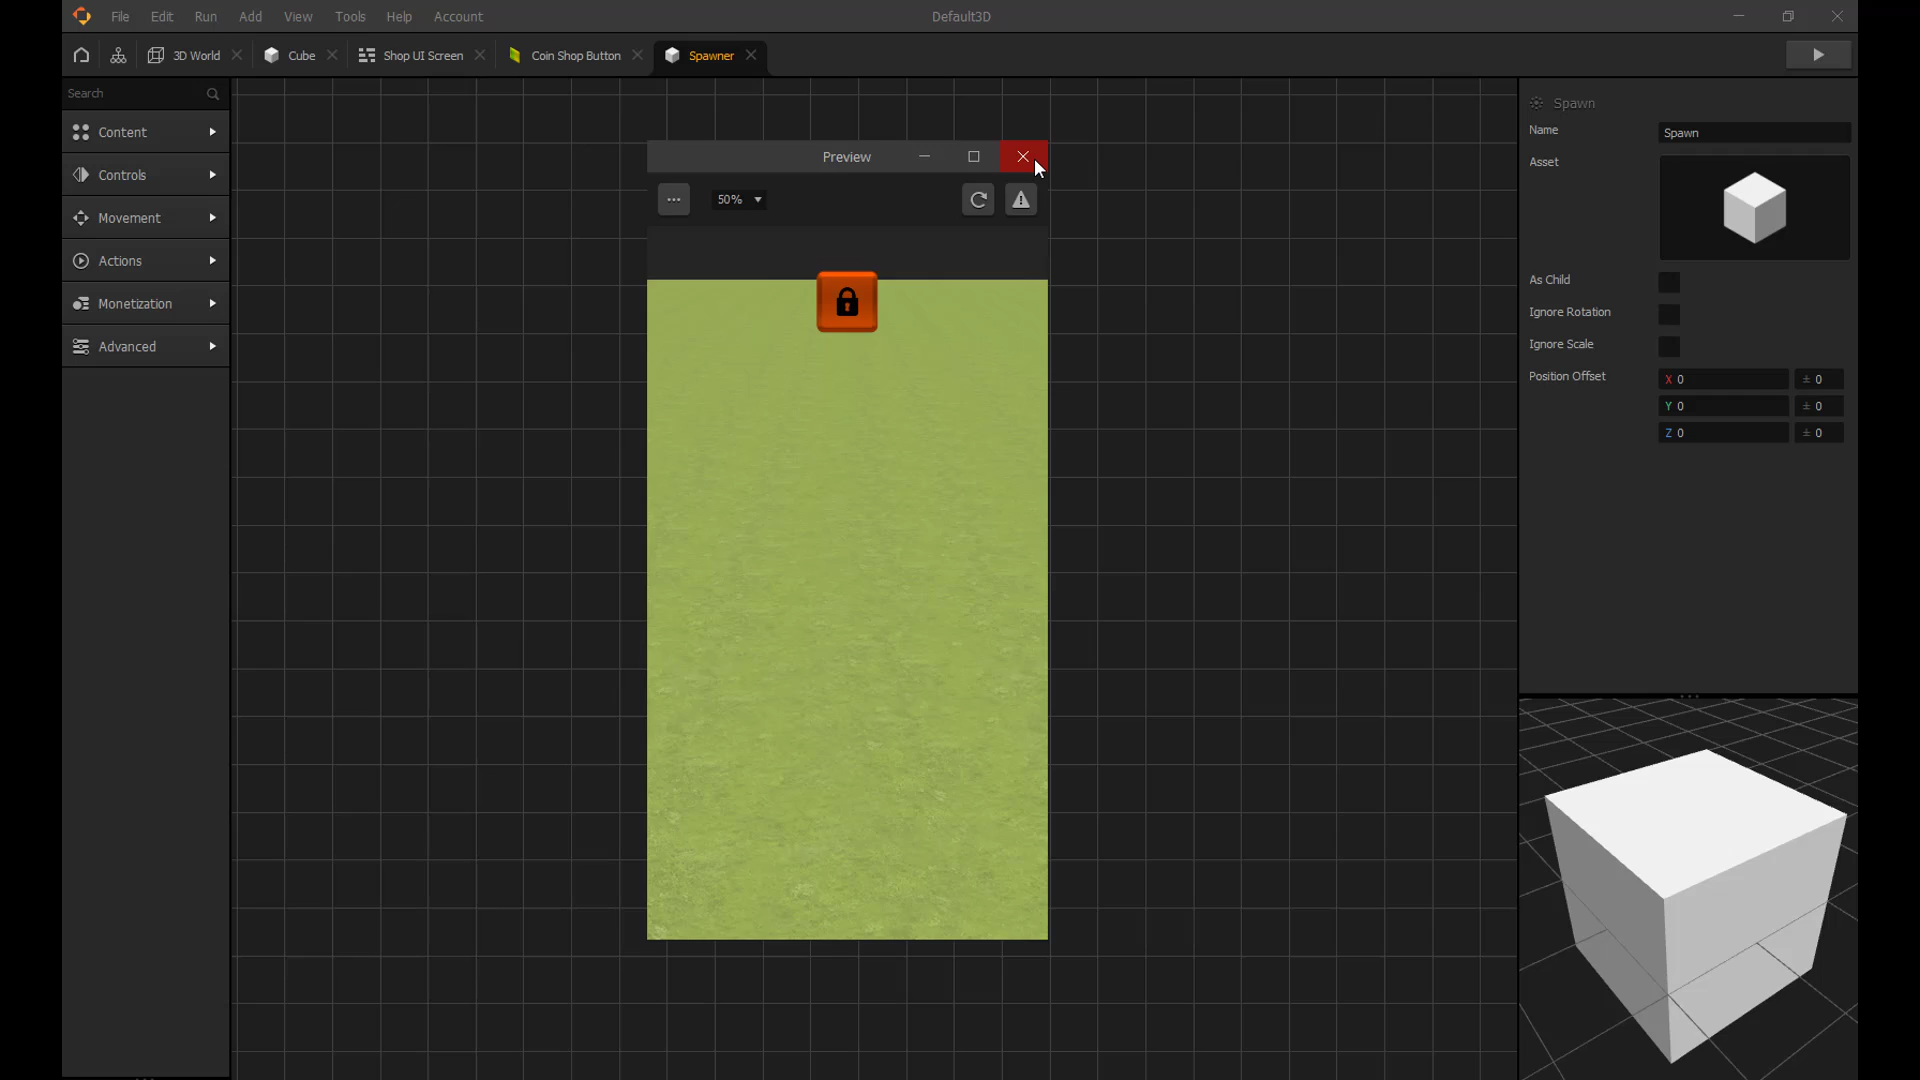 File Edit Run Add View Tools Help Account Default3D
3D World Cube Shop UI Screen Coin Shop Button Spawner
Search
Content
Controls
Movement
Actions
Monetization
Advanced
Preview
50%
Spawn
Name Spawn
Asset
As Child
Ignore Rotation
Ignore Scale
Position Offset X 0 ± 0
Y 0 ± 0
Z 0 ± 0